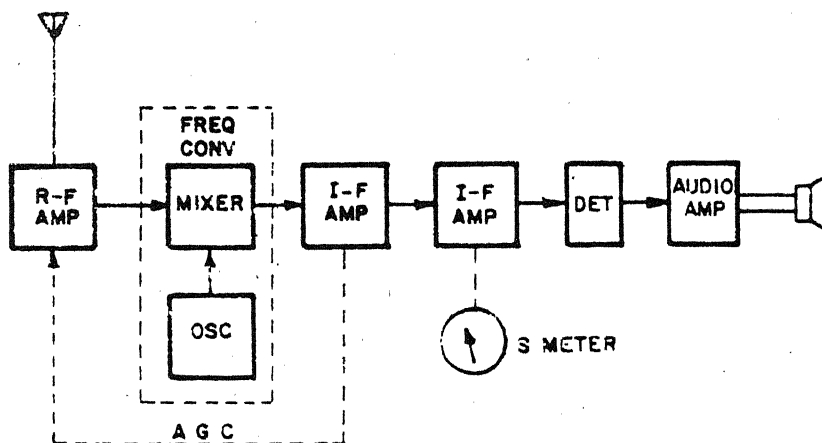 FREQ
CONV
R-F
AMP
MIXER
I-F
AMP
I-F
AMP
DET
AUDIO
AMP
OSC
S METER
A G C